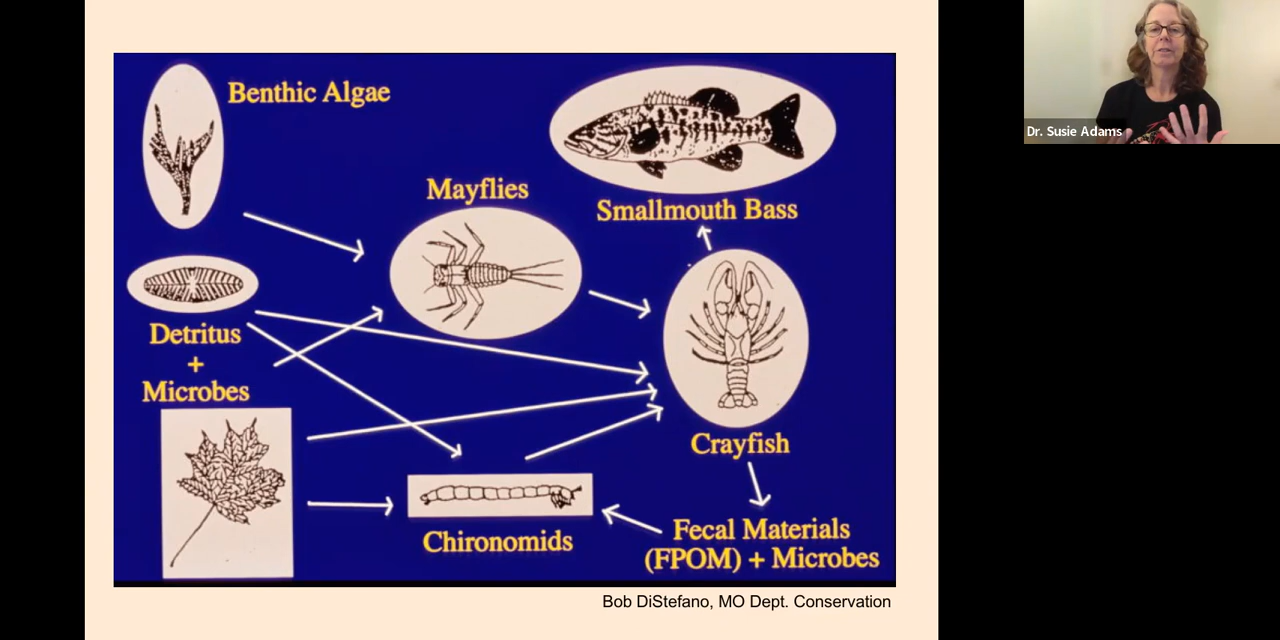 Benthic Algae
Mayflies
Smallmouth Bass
Detritus
+
Microbes
Crayfish
Chironomids
Fecal Materials
(FPOM) + Microbes
Bob DiStefano, MO Dept. Conservation
Dr. Susie Adams